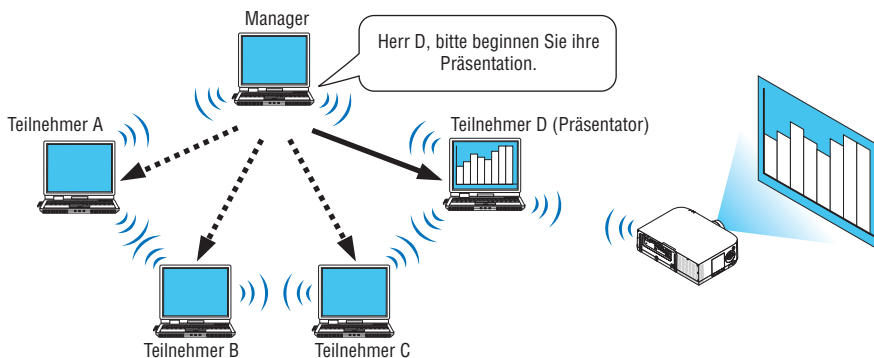 Manager
Herr D, bitte beginnen Sie ihre
Präsentation.
Teilnehmer A
Teilnehmer D (Präsentator)
Teilnehmer B
Teilnehmer C